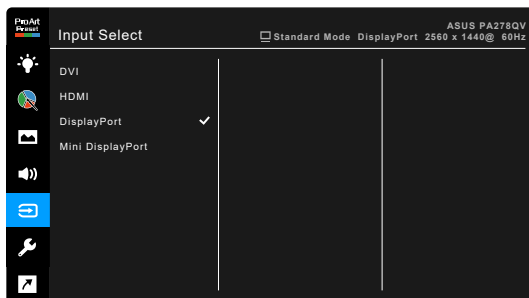 ProArt
Preset
Input Select
ASUS PA278QV
Standard Mode DisplayPort 2560 x 1440@ 60Hz
DVI
HDMI
DisplayPort
Mini DisplayPort